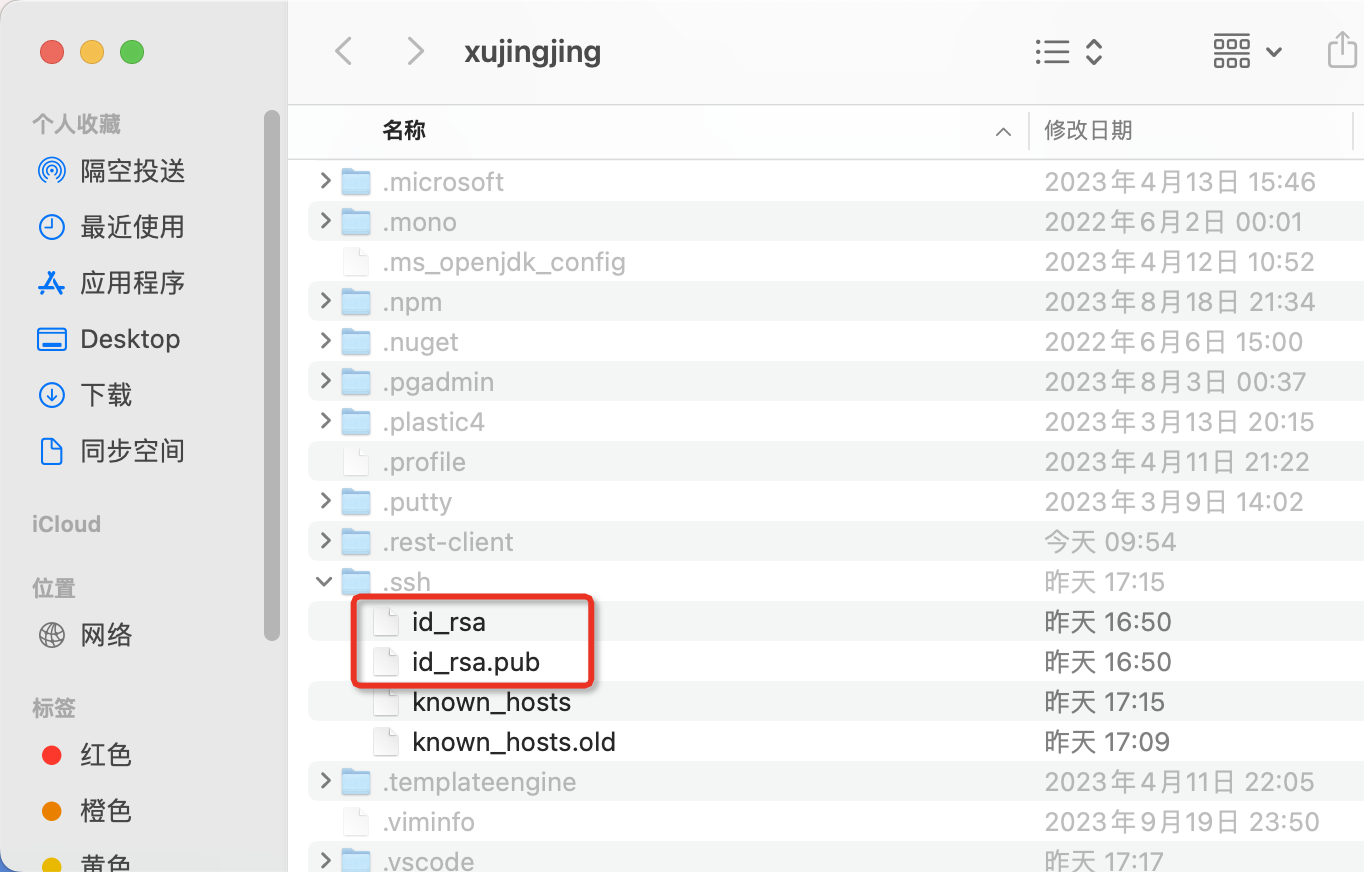 xujingjing
个人收藏
隔空投送
最近使用
应用程序
Desktop
下载
同步空间
iCloud
位置
网络
标签
红色
橙色
黄色
名称 修改日期
.microsoft 2023年4月13日 15:46
.mono 2022年6月2日 00:01
.ms_openjdk_config 2023年4月12日 10:52
.npm 2023年8月18日 21:34
.nuget 2022年6月6日 15:00
.pgadmin 2023年8月3日 00:37
.plastic4 2023年3月13日 20:15
.profile 2023年4月11日 21:22
.putty 2023年3月9日 14:02
.rest-client 今天 09:54
.ssh 昨天 17:15
id_rsa 昨天 16:50
id_rsa.pub 昨天 16:50
known_hosts 昨天 17:15
known_hosts.old 昨天 17:09
.templateengine 2023年4月11日 22:05
.viminfo 2023年9月19日 23:50
.vscode 昨天 17:17